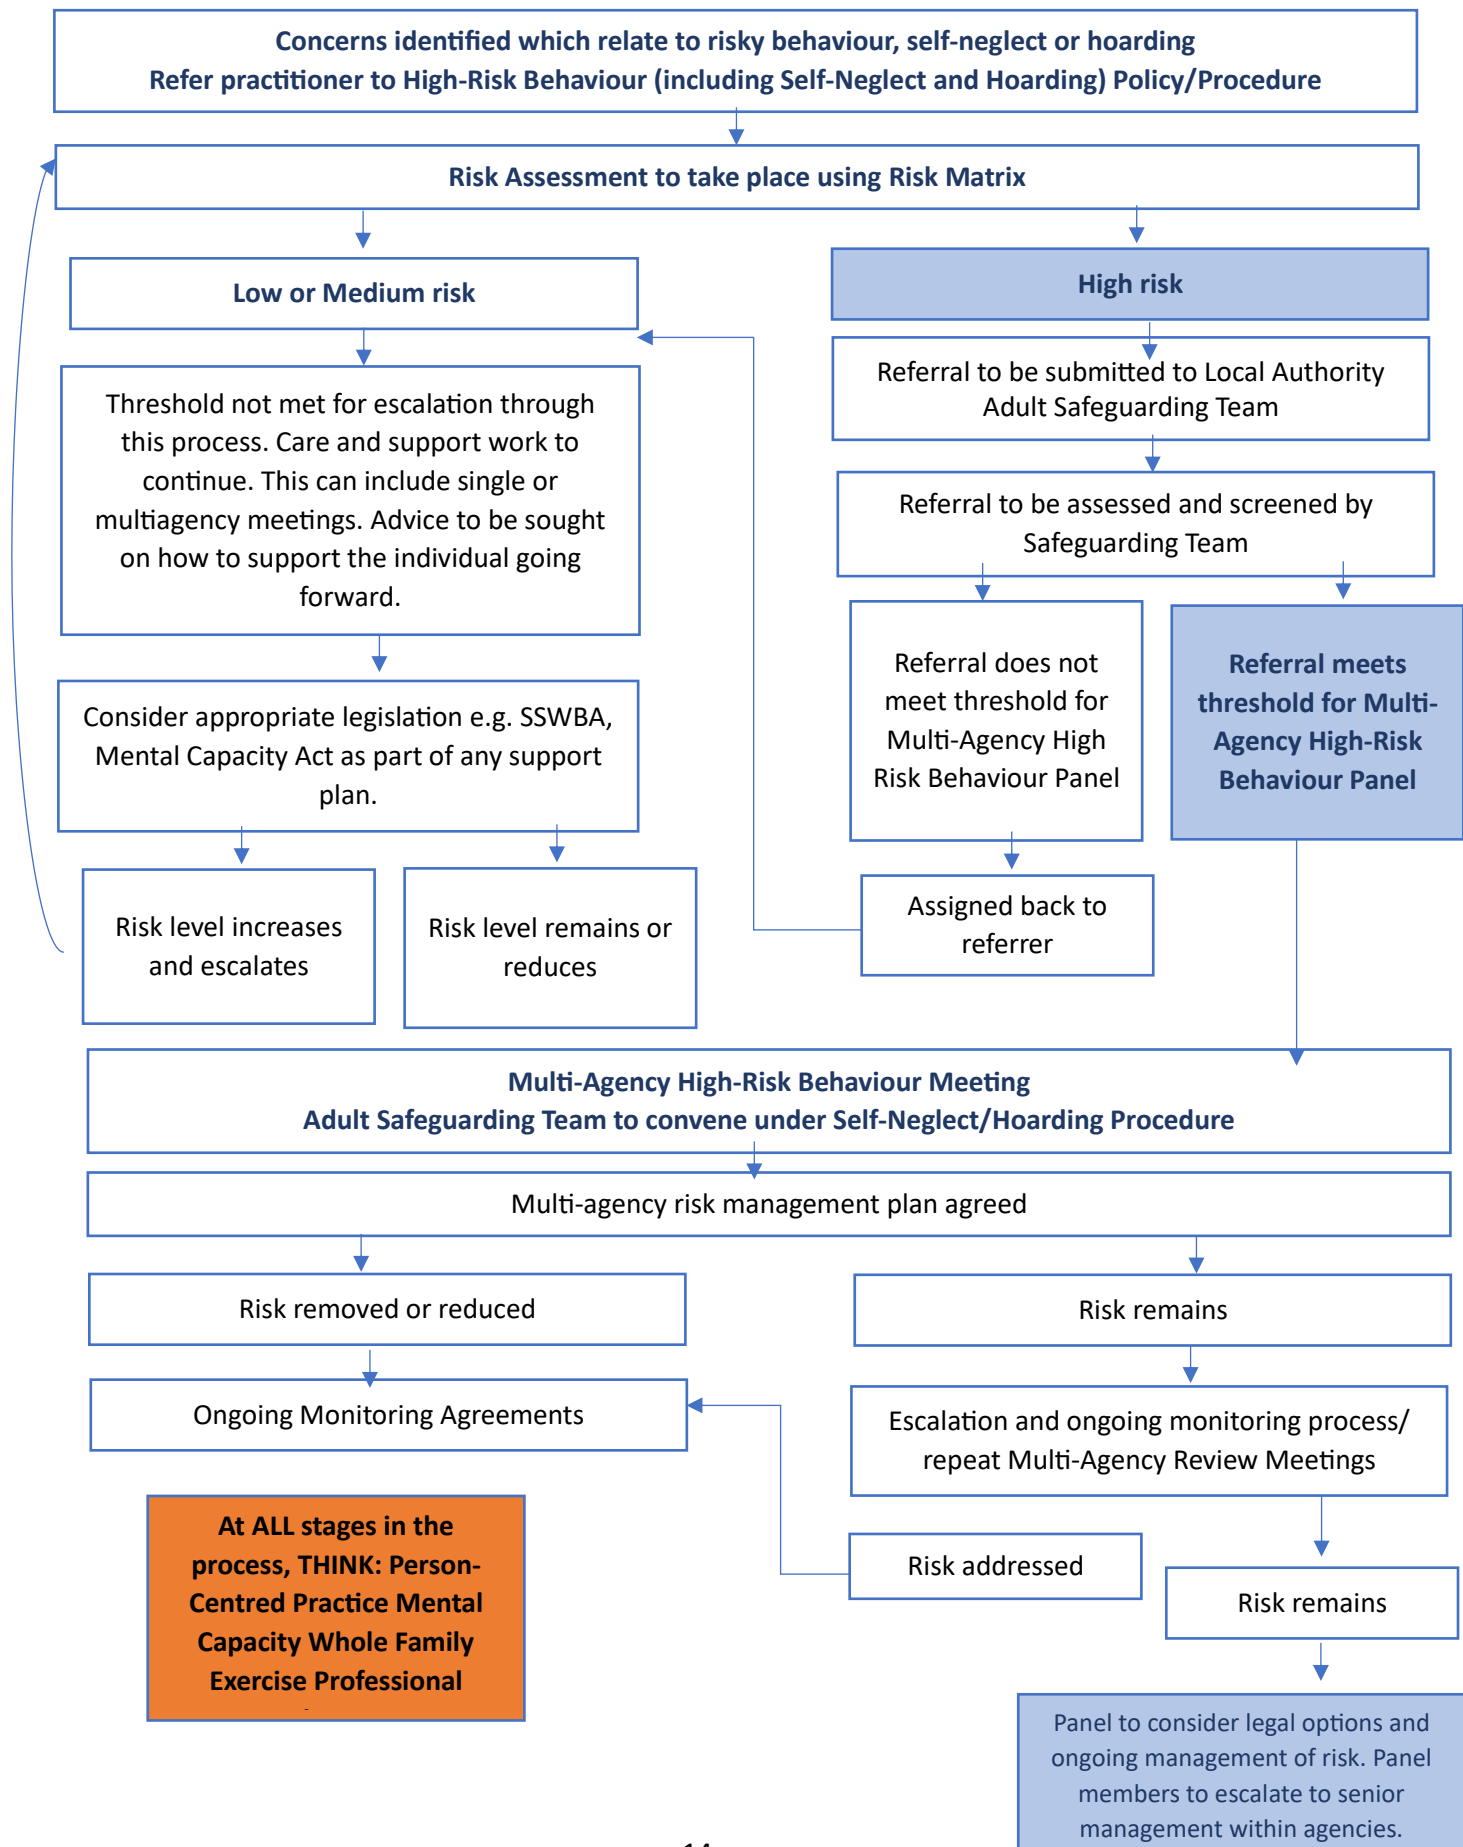 Concerns identified which relate to risky behaviour, self-neglect or hoarding
Refer practitioner to High-Risk Behaviour (including Self-Neglect and Hoarding) Policy/Procedure
Risk Assessment to take place using Risk Matrix
Low or Medium risk
High risk
Threshold not met for escalation through
this process. Care and support work to
continue. This can include single or
multiagency meetings. Advice to be sought
on how to support the individual going
forward.
Referral to be submitted to Local Authority
Adult Safeguarding Team
Referral to be assessed and screened by
Safeguarding Team
Referral does not
meet threshold for
Multi-Agency High
Risk Behaviour Panel
Referral meets
threshold for Multi-
Agency High-Risk
Behaviour Panel
Consider appropriate legislation e.g. SSWBA,
Mental Capacity Act as part of any support
plan.
Risk level increases
and escalates
Risk level remains or
reduces
Assigned back to
referrer
Multi-Agency High-Risk Behaviour Meeting
Adult Safeguarding Team to convene under Self-Neglect/Hoarding Procedure
Multi-agency risk management plan agreed
Risk removed or reduced
Risk remains
Ongoing Monitoring Agreements
Escalation and ongoing monitoring process/
repeat Multi-Agency Review Meetings
At ALL stages in the
process, THINK: Person-
Centred Practice Mental
Capacity Whole Family
Exercise Professional
Risk addressed
Risk remains
Panel to consider legal options and
ongoing management of risk. Panel
members to escalate to senior
management within agencies.